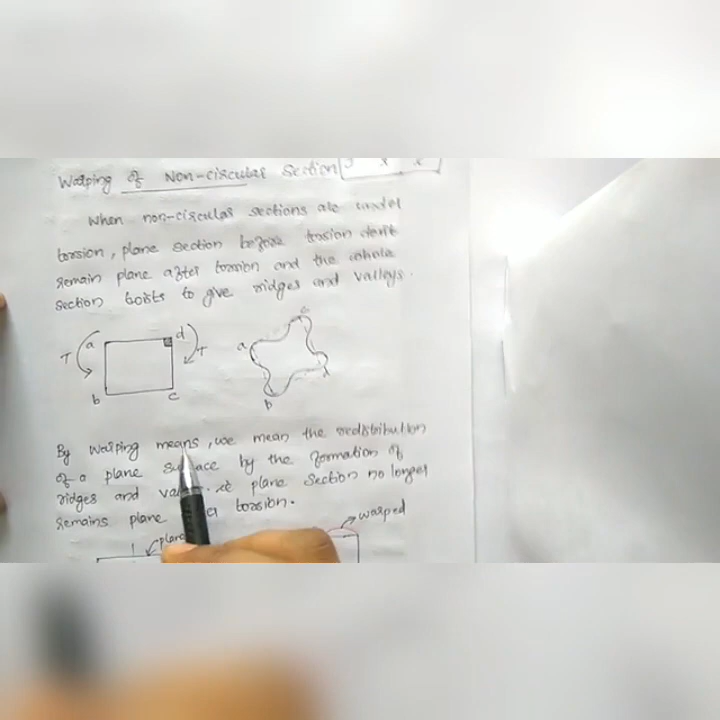 Warping of Non-circular Section
When non-circular sections are under
torsion, plane section before torsion don't
remain plane after torsion and the whole
section twists to give ridges and valleys.
a d c
T T a
b c b d
By warping means, we mean the redistribution
of a plane surface by the formation of
ridges and plane section no longer
remains plane torsion.
warped
plane